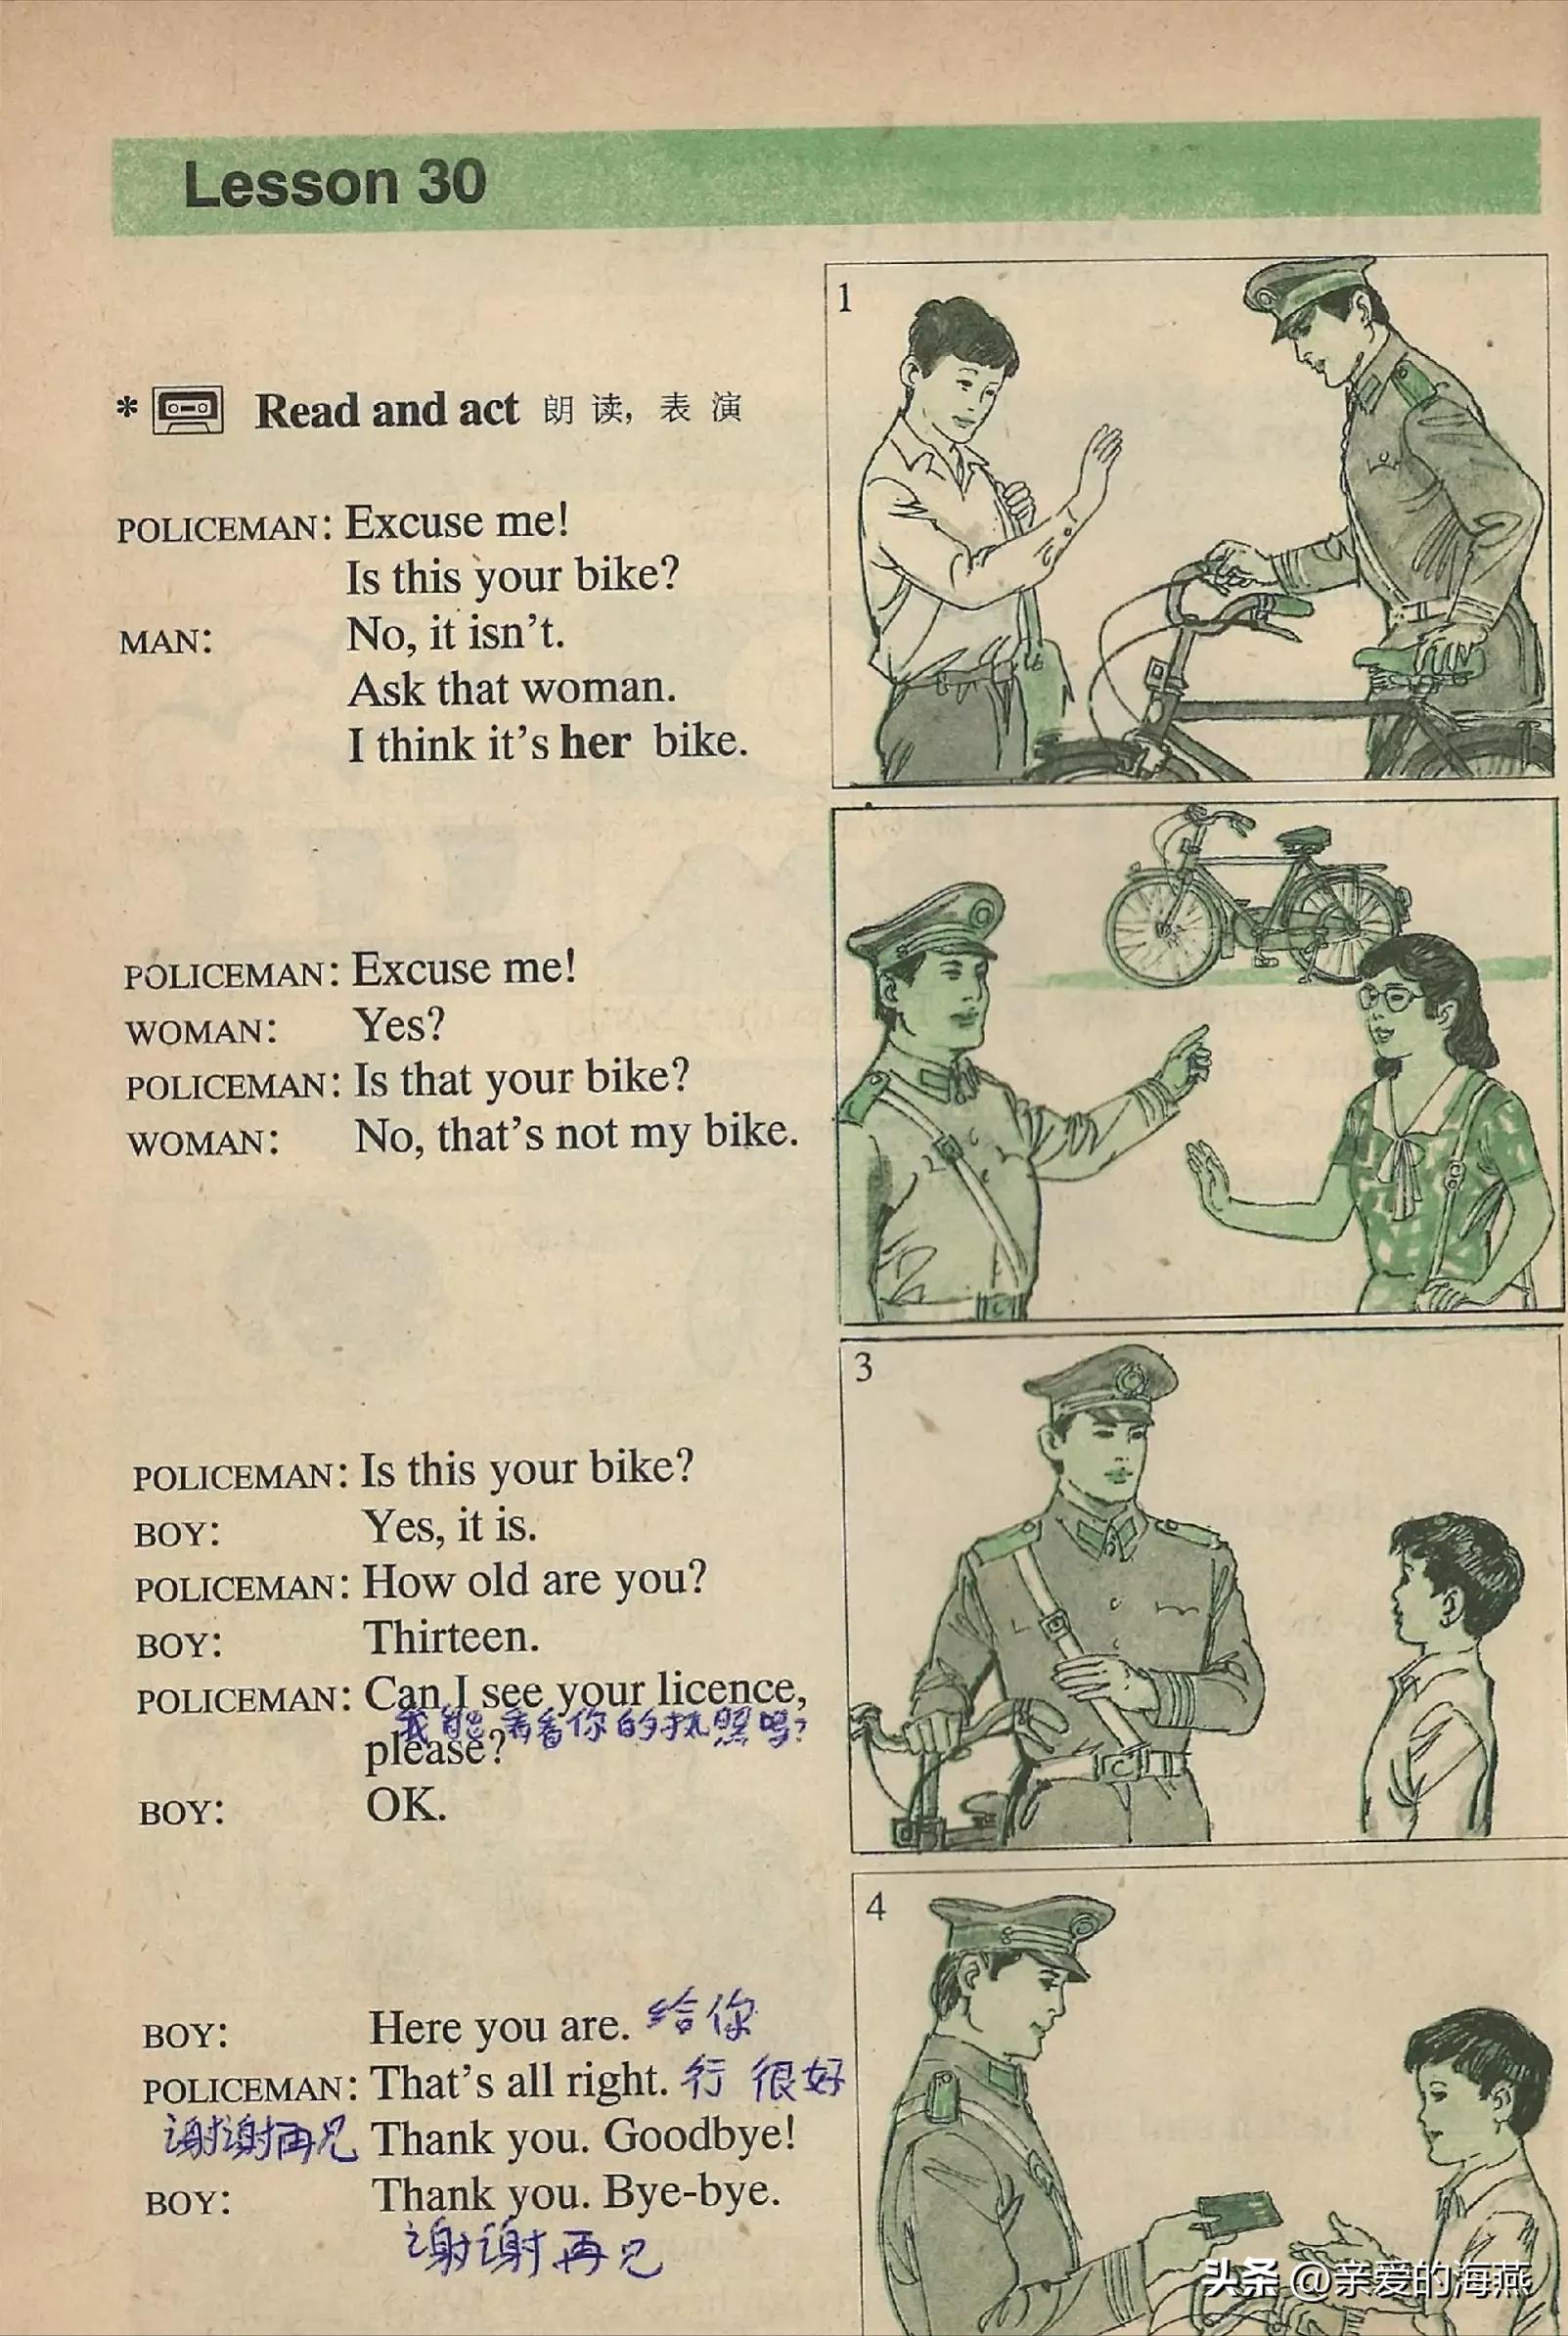 Lesson 30
1
* Read and act 朗读,表演
POLICEMAN: Excuse me!
Is this your bike?
MAN: No, it isn't.
Ask that woman.
I think it's her bike.
POLICEMAN: Excuse me!
WOMAN: Yes?
POLICEMAN: Is that your bike?
WOMAN: No, that's not my bike.
3
POLICEMAN: Is this your bike?
BOY: Yes, it is.
POLICEMAN: How old are you?
BOY: Thirteen.
POLICEMAN: Can I see your licence,
我能看看你的执照吗?
please?
BOY: OK.
4
BOY: Here you are. 给你
POLICEMAN: That's all right. 行 很好
谢谢再见 Thank you. Goodbye!
BOY: Thank you. Bye-bye.
谢谢再见
头条 @亲爱的海燕